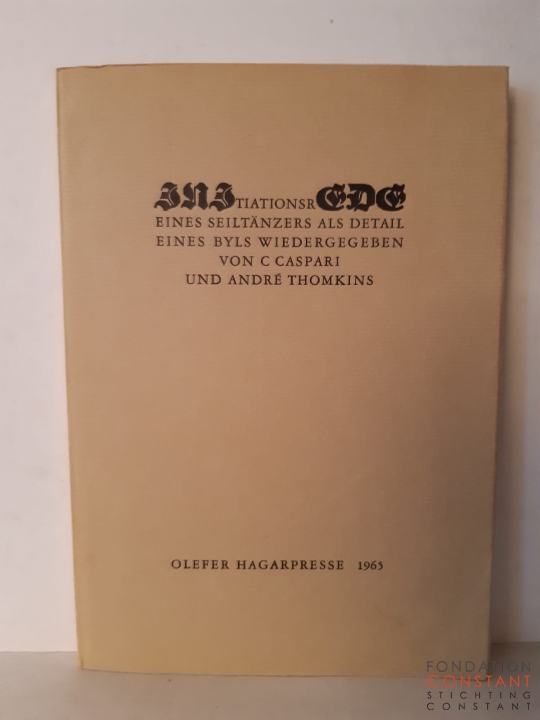 INITIATIONSREDE
EINES SEILTÄNZERS ALS DETAIL
EINES BYLS WIEDERGEGEBEN
VON C CASPARI
UND ANDRÉ THOMKINS
OLEFER HAGARPRESSE 1965
FONDATION
CONSTANT
STICHTING
CONSTANT